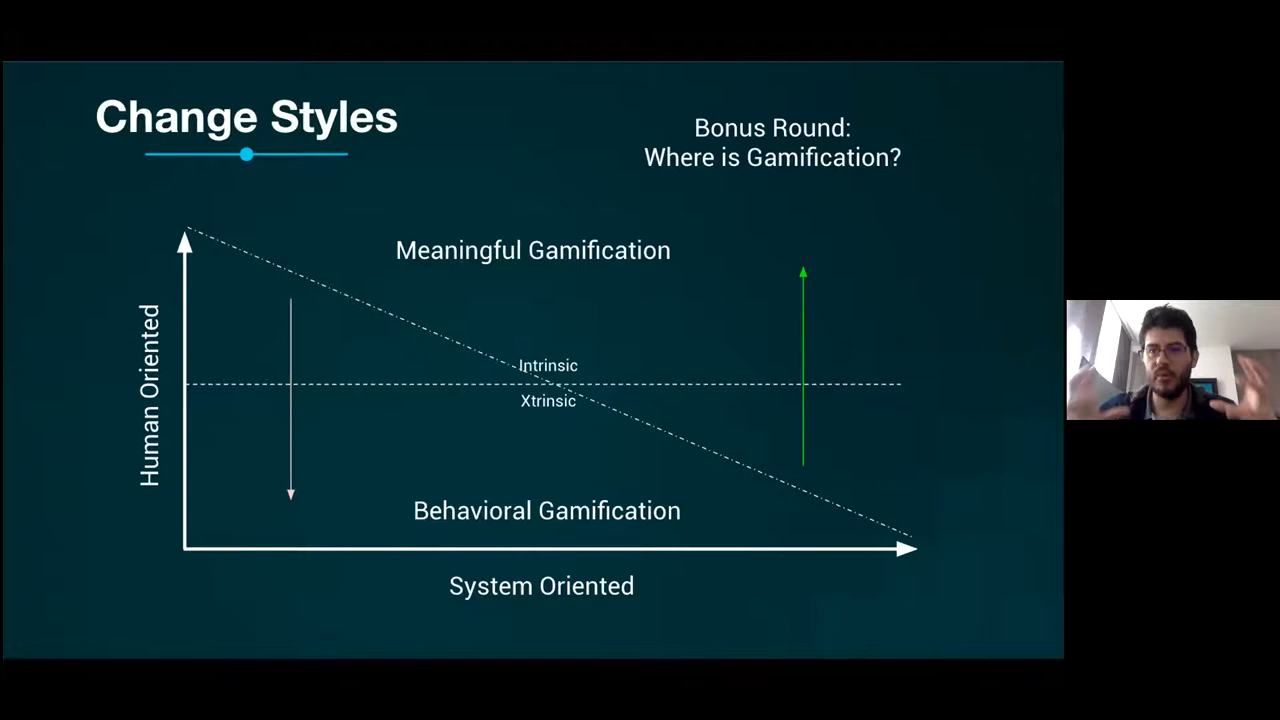 Change Styles
Bonus Round:
Where is Gamification?
Meaningful Gamification
Human Oriented
Intrinsic
Xtrinsic
Behavioral Gamification
System Oriented